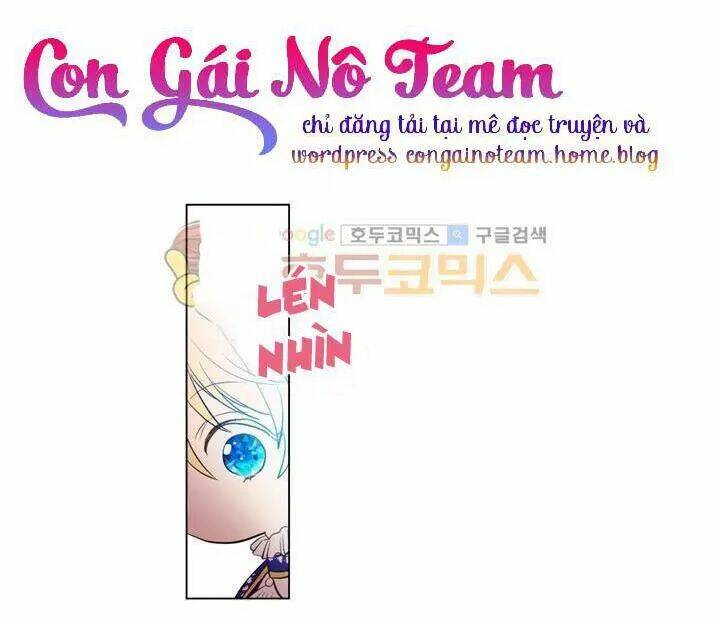 Con Gái Nô Team
chỉ đăng tải tại mê đọc truyện và
wordpress congainoteam.home.blog
oogle 호두코믹스 구글검색
호두코믹스
LÉN
NHÌN